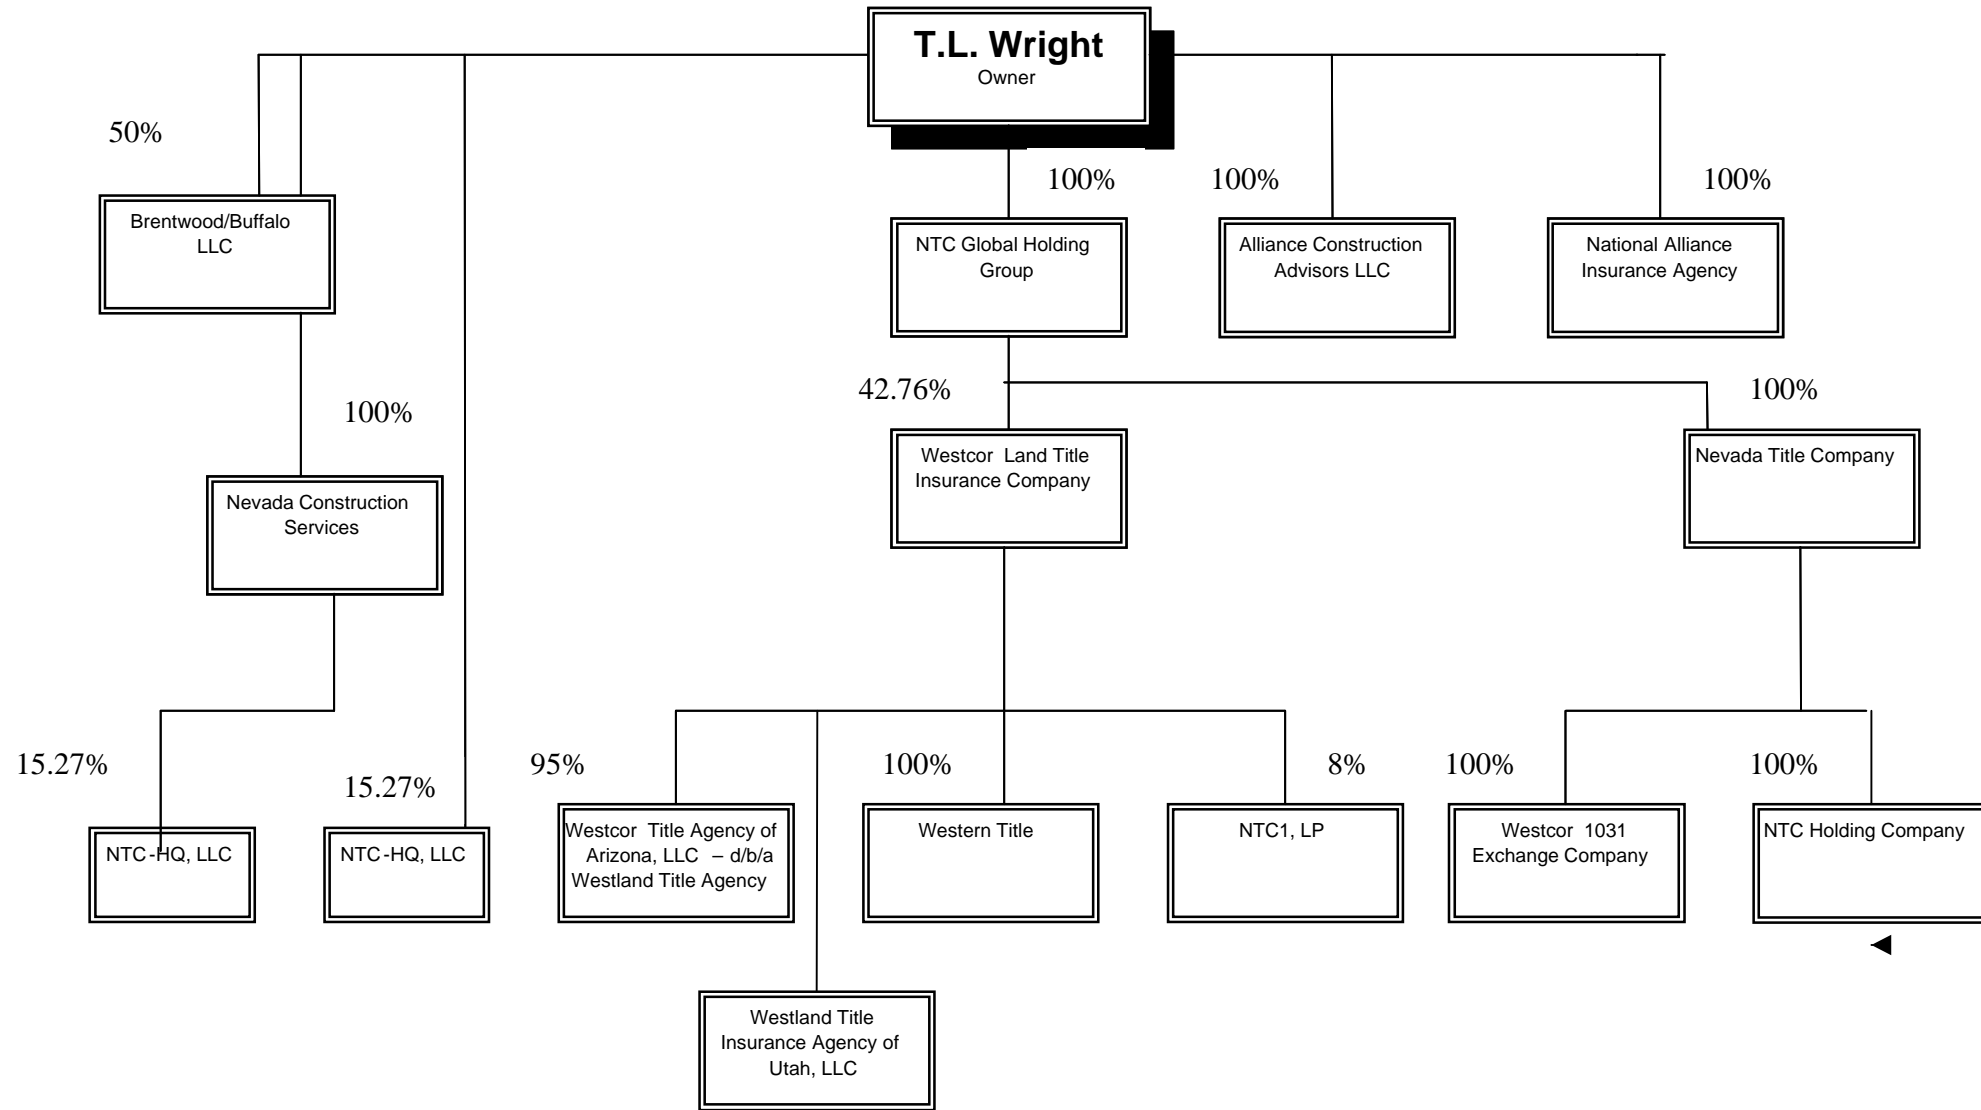 T.L. Wright
Owner
50%
100%
100%
100%
Brentwood/Buffalo
LLC
NTC Global Holding
Group
Alliance Construction
Advisors LLC
National Alliance
Insurance Agency
42.76%
100%
100%
Westcor Land Title
Insurance Company
Nevada Title Company
Nevada Construction
Services
15.27%
15.27%
95%
100%
8%
100%
100%
NTC-HQ, LLC
NTC-HQ, LLC
Westcor Title Agency of
Arizona, LLC – d/b/a
Westland Title Agency
Western Title
NTC1, LP
Westcor 1031
Exchange Company
NTC Holding Company
Westland Title
Insurance Agency of
Utah, LLC